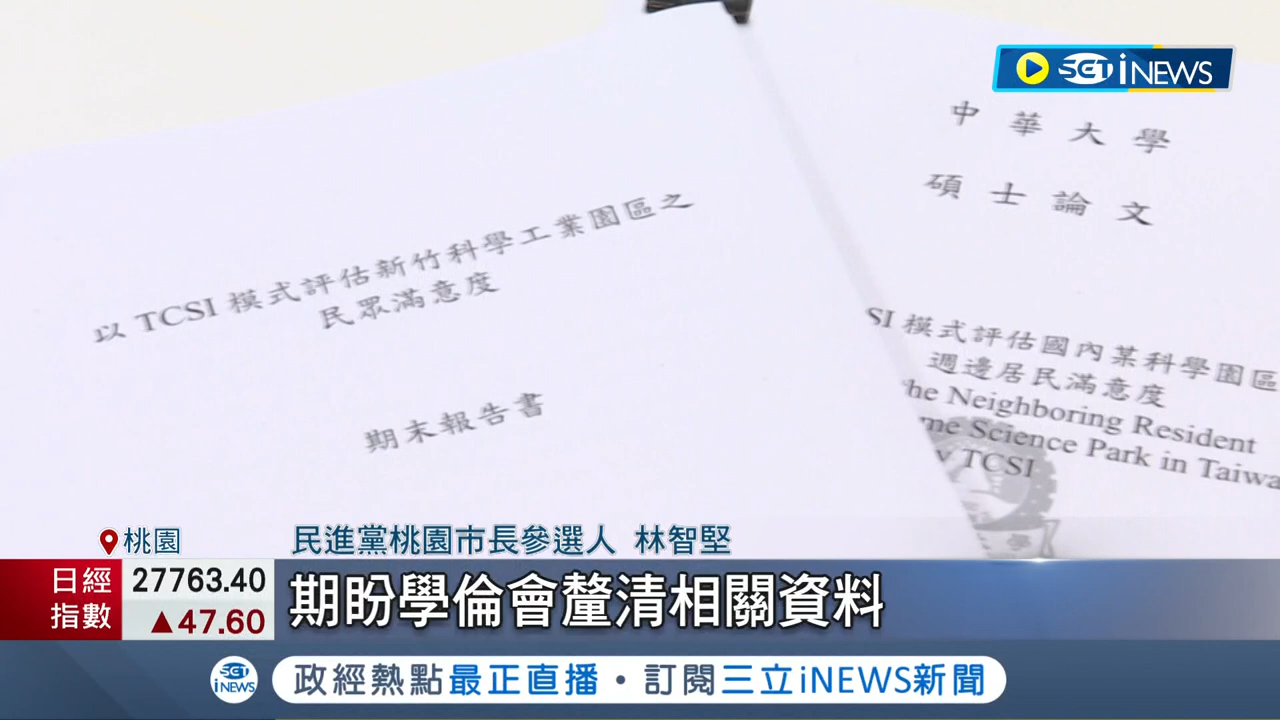 SETiNEWS
中華大學
碩士論文
以TCSI模式評估新竹科學工業園區之
民眾滿意度
期末報告書
SI模式評估國內某科學園區
週邊居民滿意度
he Neighboring Resident
me Science Park in Taiwa
y TCSI
桃園
民進黨桃園市長參選人 林智堅
日經
指數
27763.40
▲47.60
期盼學倫會釐清相關資料
SETiNEWS
政經熱點最正直播・訂閱三立iNEWS新聞